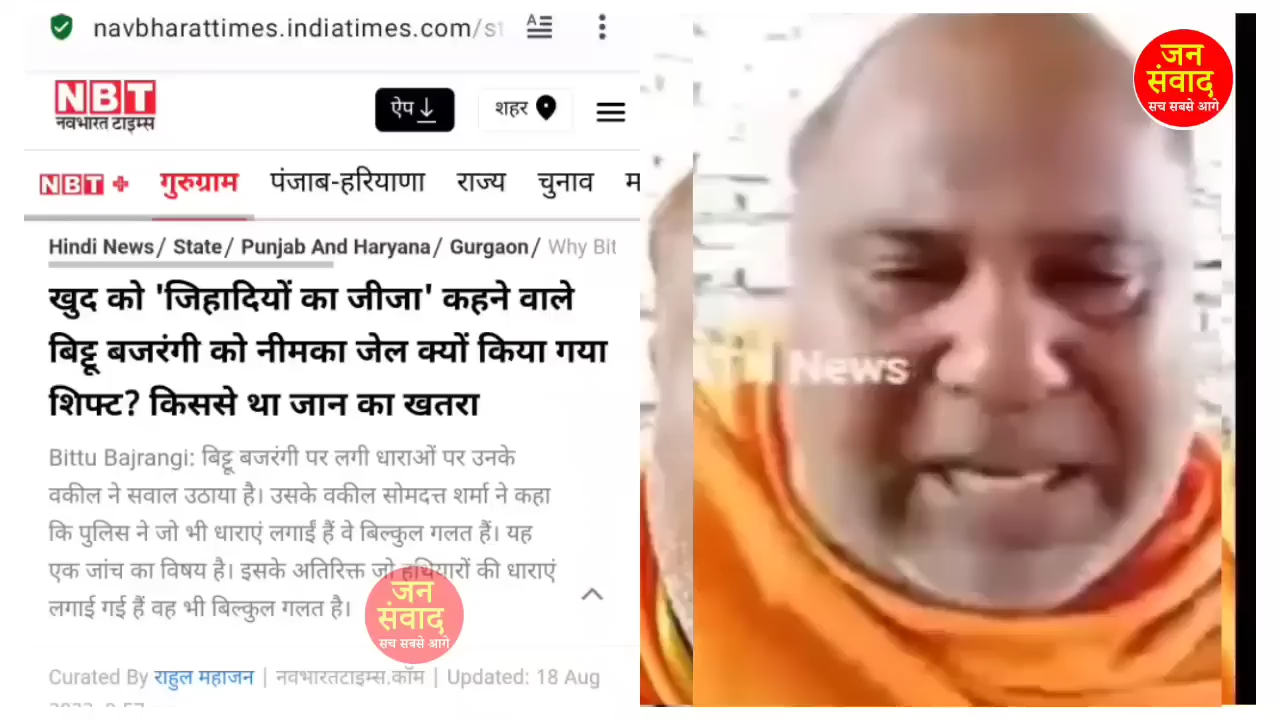 navbharattimes.indiatimes.com/st
NBT
नवभारत टाइम्स
ऐप
शहर
NBT +
गुरुग्राम
पंजाब-हरियाणा
राज्य
चुनाव
Hindi News/ State/ Punjab And Haryana/ Gurgaon/ Why Bit
खुद को 'जिहादियों का जीजा' कहने वाले
बिट्टू बजरंगी को नीमका जेल क्यों किया गया
शिफ्ट? किससे था जान का खतरा
Bittu Bajrangi: बिट्टू बजरंगी पर लगी धाराओं पर उनके
वकील ने सवाल उठाया है। उसके वकील सोमदत्त शर्मा ने कहा
कि पुलिस ने जो भी धाराएं लगाईं हैं वे बिल्कुल गलत हैं। यह
एक जांच का विषय है। इसके अतिरिक्त जो हथियारों की धाराएं
लगाई गई हैं वह भी बिल्कुल गलत है।
जन
संवाद
सच सबसे आगे
Curated By राहुल महाजन | नवभारतटाइम्स.कॉम | Updated: 18 Aug
जन
संवाद
सच सबसे आगे
News